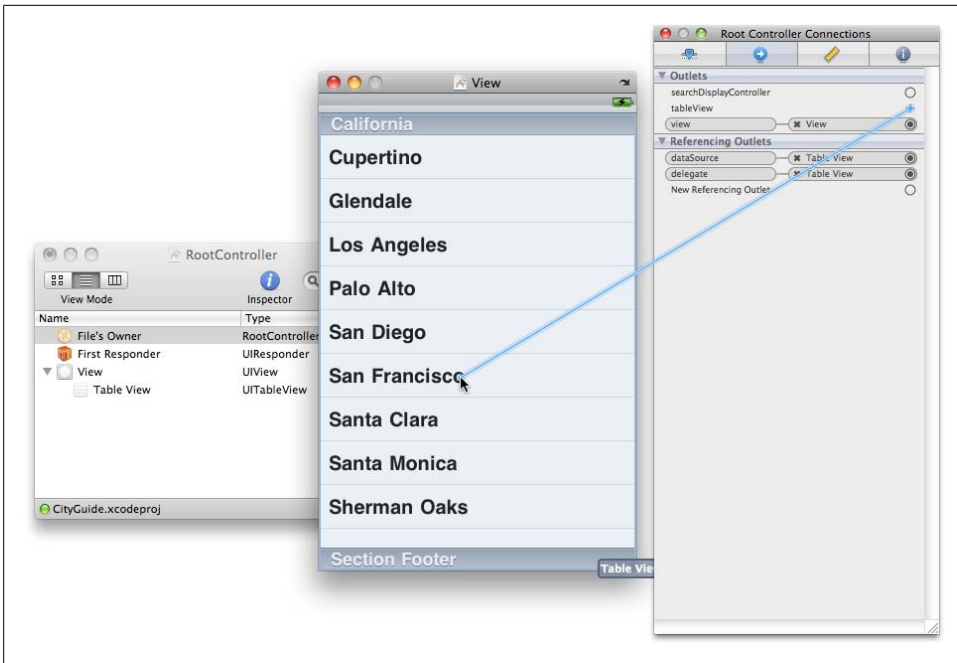 RootController
View Mode
Inspector
Name Type
File's Owner RootController
First Responder UIResponder
View UIView
Table View UITableView
CityGuide.xcodeproj
View
California
Cupertino
Glendale
Los Angeles
Palo Alto
San Diego
San Francisco
Santa Clara
Santa Monica
Sherman Oaks
Section Footer
Table Vie
Root Controller Connections
Outlets
searchDisplayController
tableView
view View
Referencing Outlets
dataSource Table View
delegate Table View
New Referencing Outlet